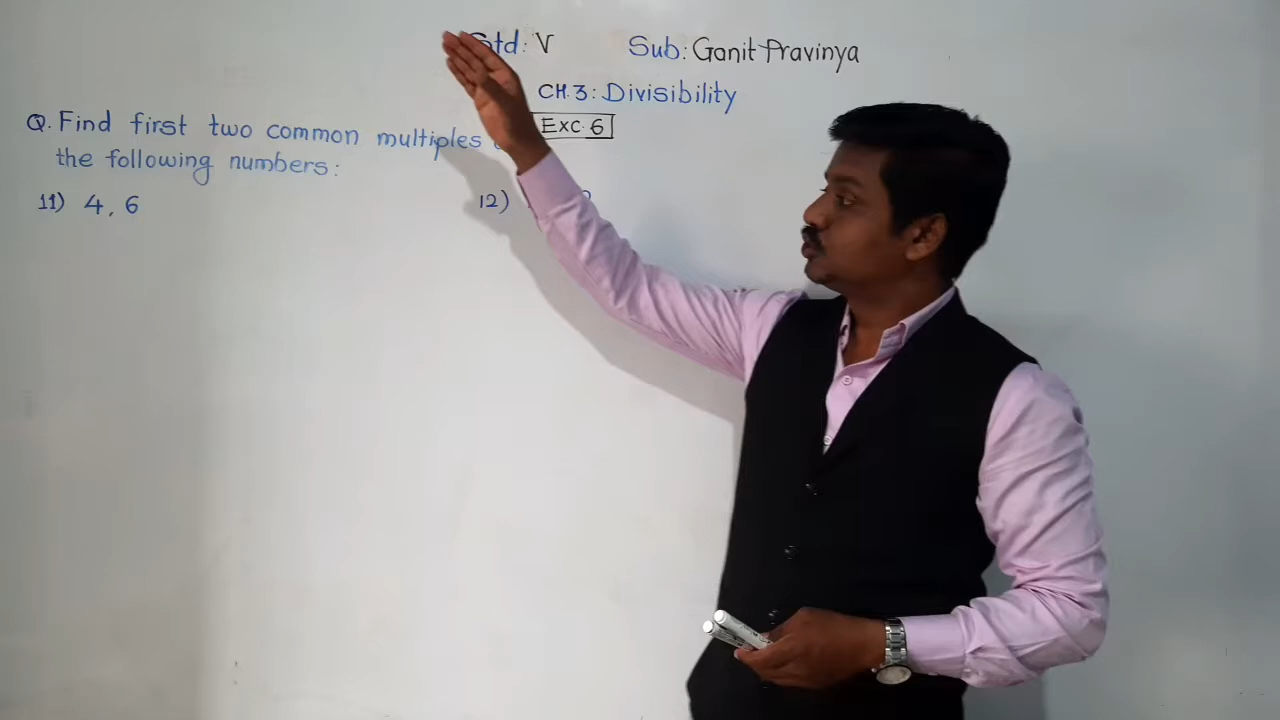 Std: V Sub: Ganit Pravinya
CH.3: Divisibility
Exc. 6
Q. Find first two common multiples
the following numbers:
11) 4, 6
12)